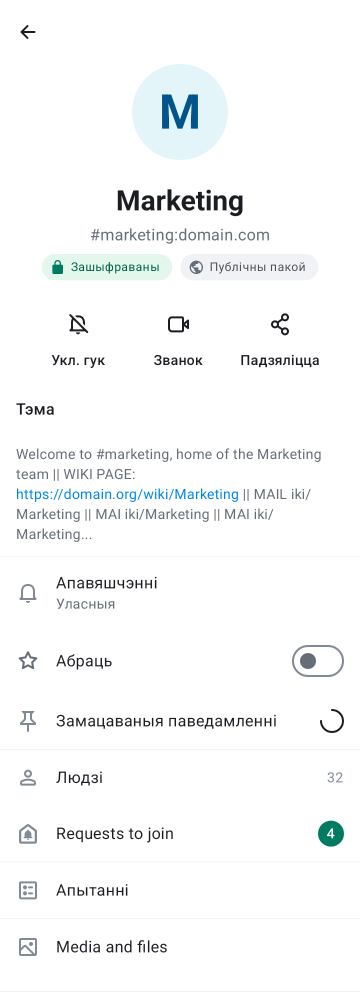 M
Marketing
#marketing:domain.com
Зашыфраваны Публічны пакой
Укл. гук Званок Падзяліцца
Тэма
Welcome to #marketing, home of the Marketing
team || WIKI PAGE:
https://domain.org/wiki/Marketing || MAIL iki/
Marketing || MAI iki/Marketing || MAI iki/
Marketing...
Апавяшчэнні
Уласныя
Абраць
Замацаваныя паведамленні
Людзі 32
Requests to join 4
Апытанні
Media and files